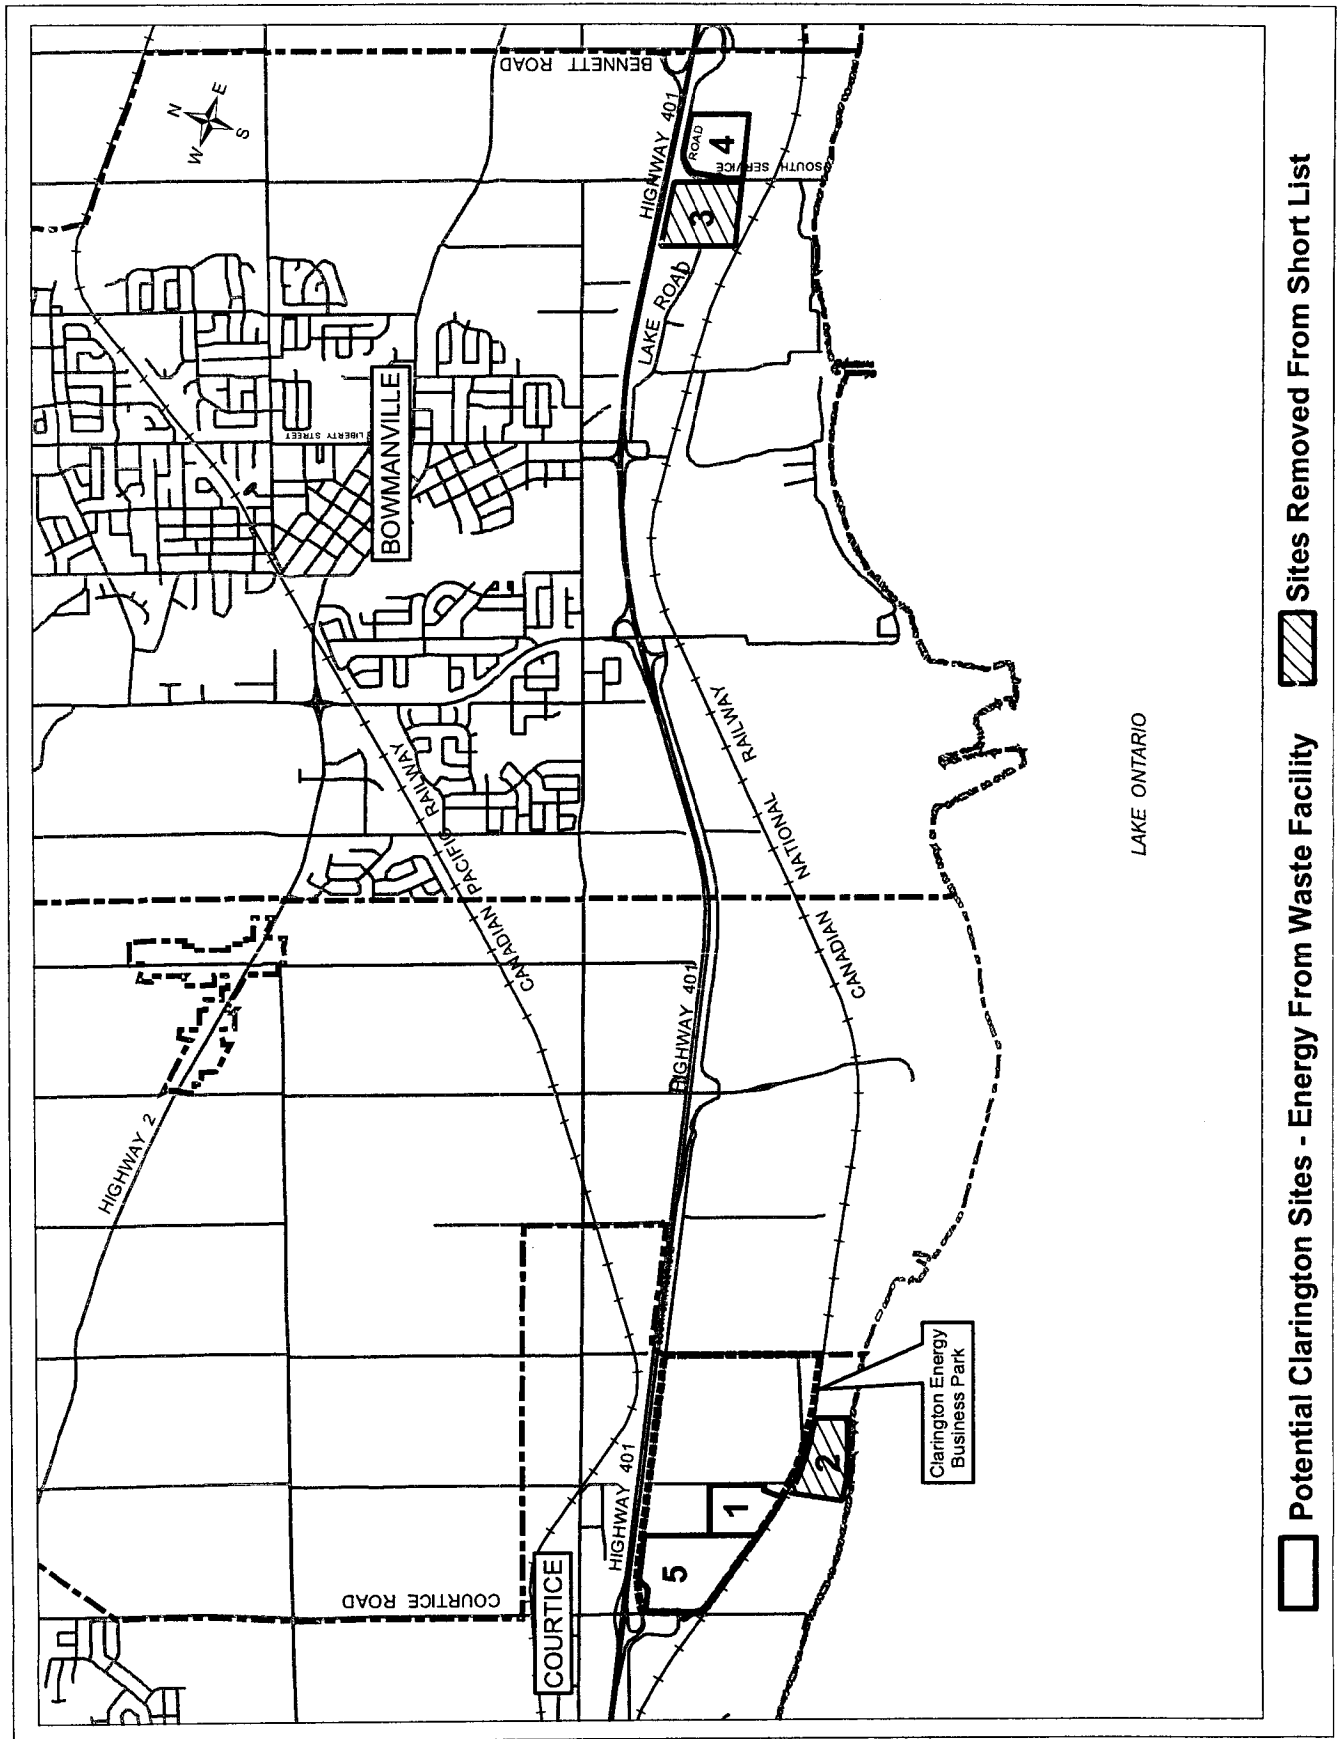 BENNETT ROAD
N
E
S
W
HIGHWAY 401
ROAD
4
SOUTH SERVICE
3
LAKE ROAD
LIBERTY STREET
BOWMANVILLE
CANADIAN PACIFIC RAILWAY
CANADIAN NATIONAL RAILWAY
LAKE ONTARIO
HIGHWAY 2
HIGHWAY 401
HIGHWAY 401
COURTICE ROAD
COURTICE
5
1
2
Clarington Energy
Business Park
Potential Clarington Sites - Energy From Waste Facility
Sites Removed From Short List